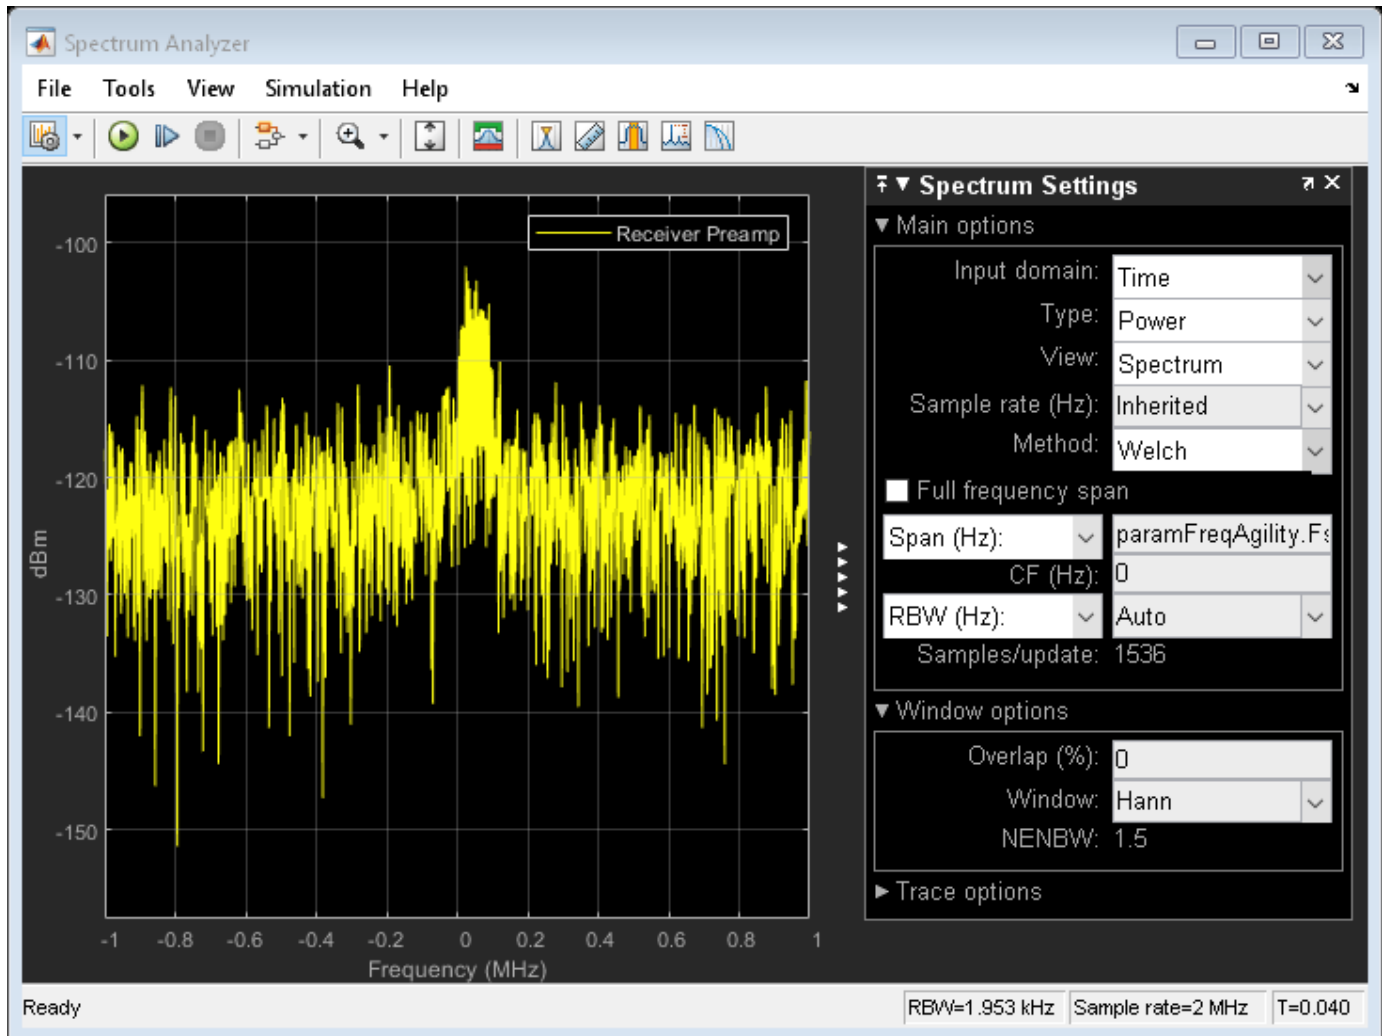 Spectrum Analyzer
File Tools View Simulation Help
Receiver Preamp
-100
-110
-120
-130
-140
-150
dBm
-1 -0.8 -0.6 -0.4 -0.2 0 0.2 0.4 0.6 0.8 1
Frequency (MHz)
Spectrum Settings
Main options
Input domain: Time
Type: Power
View: Spectrum
Sample rate (Hz): Inherited
Method: Welch
Full frequency span
Span (Hz): paramFreqAgility.Fs
CF (Hz): 0
RBW (Hz): Auto
Samples/update: 1536
Window options
Overlap (%): 0
Window: Hann
NENBW: 1.5
Trace options
Ready RBW=1.953 kHz Sample rate=2 MHz T=0.040